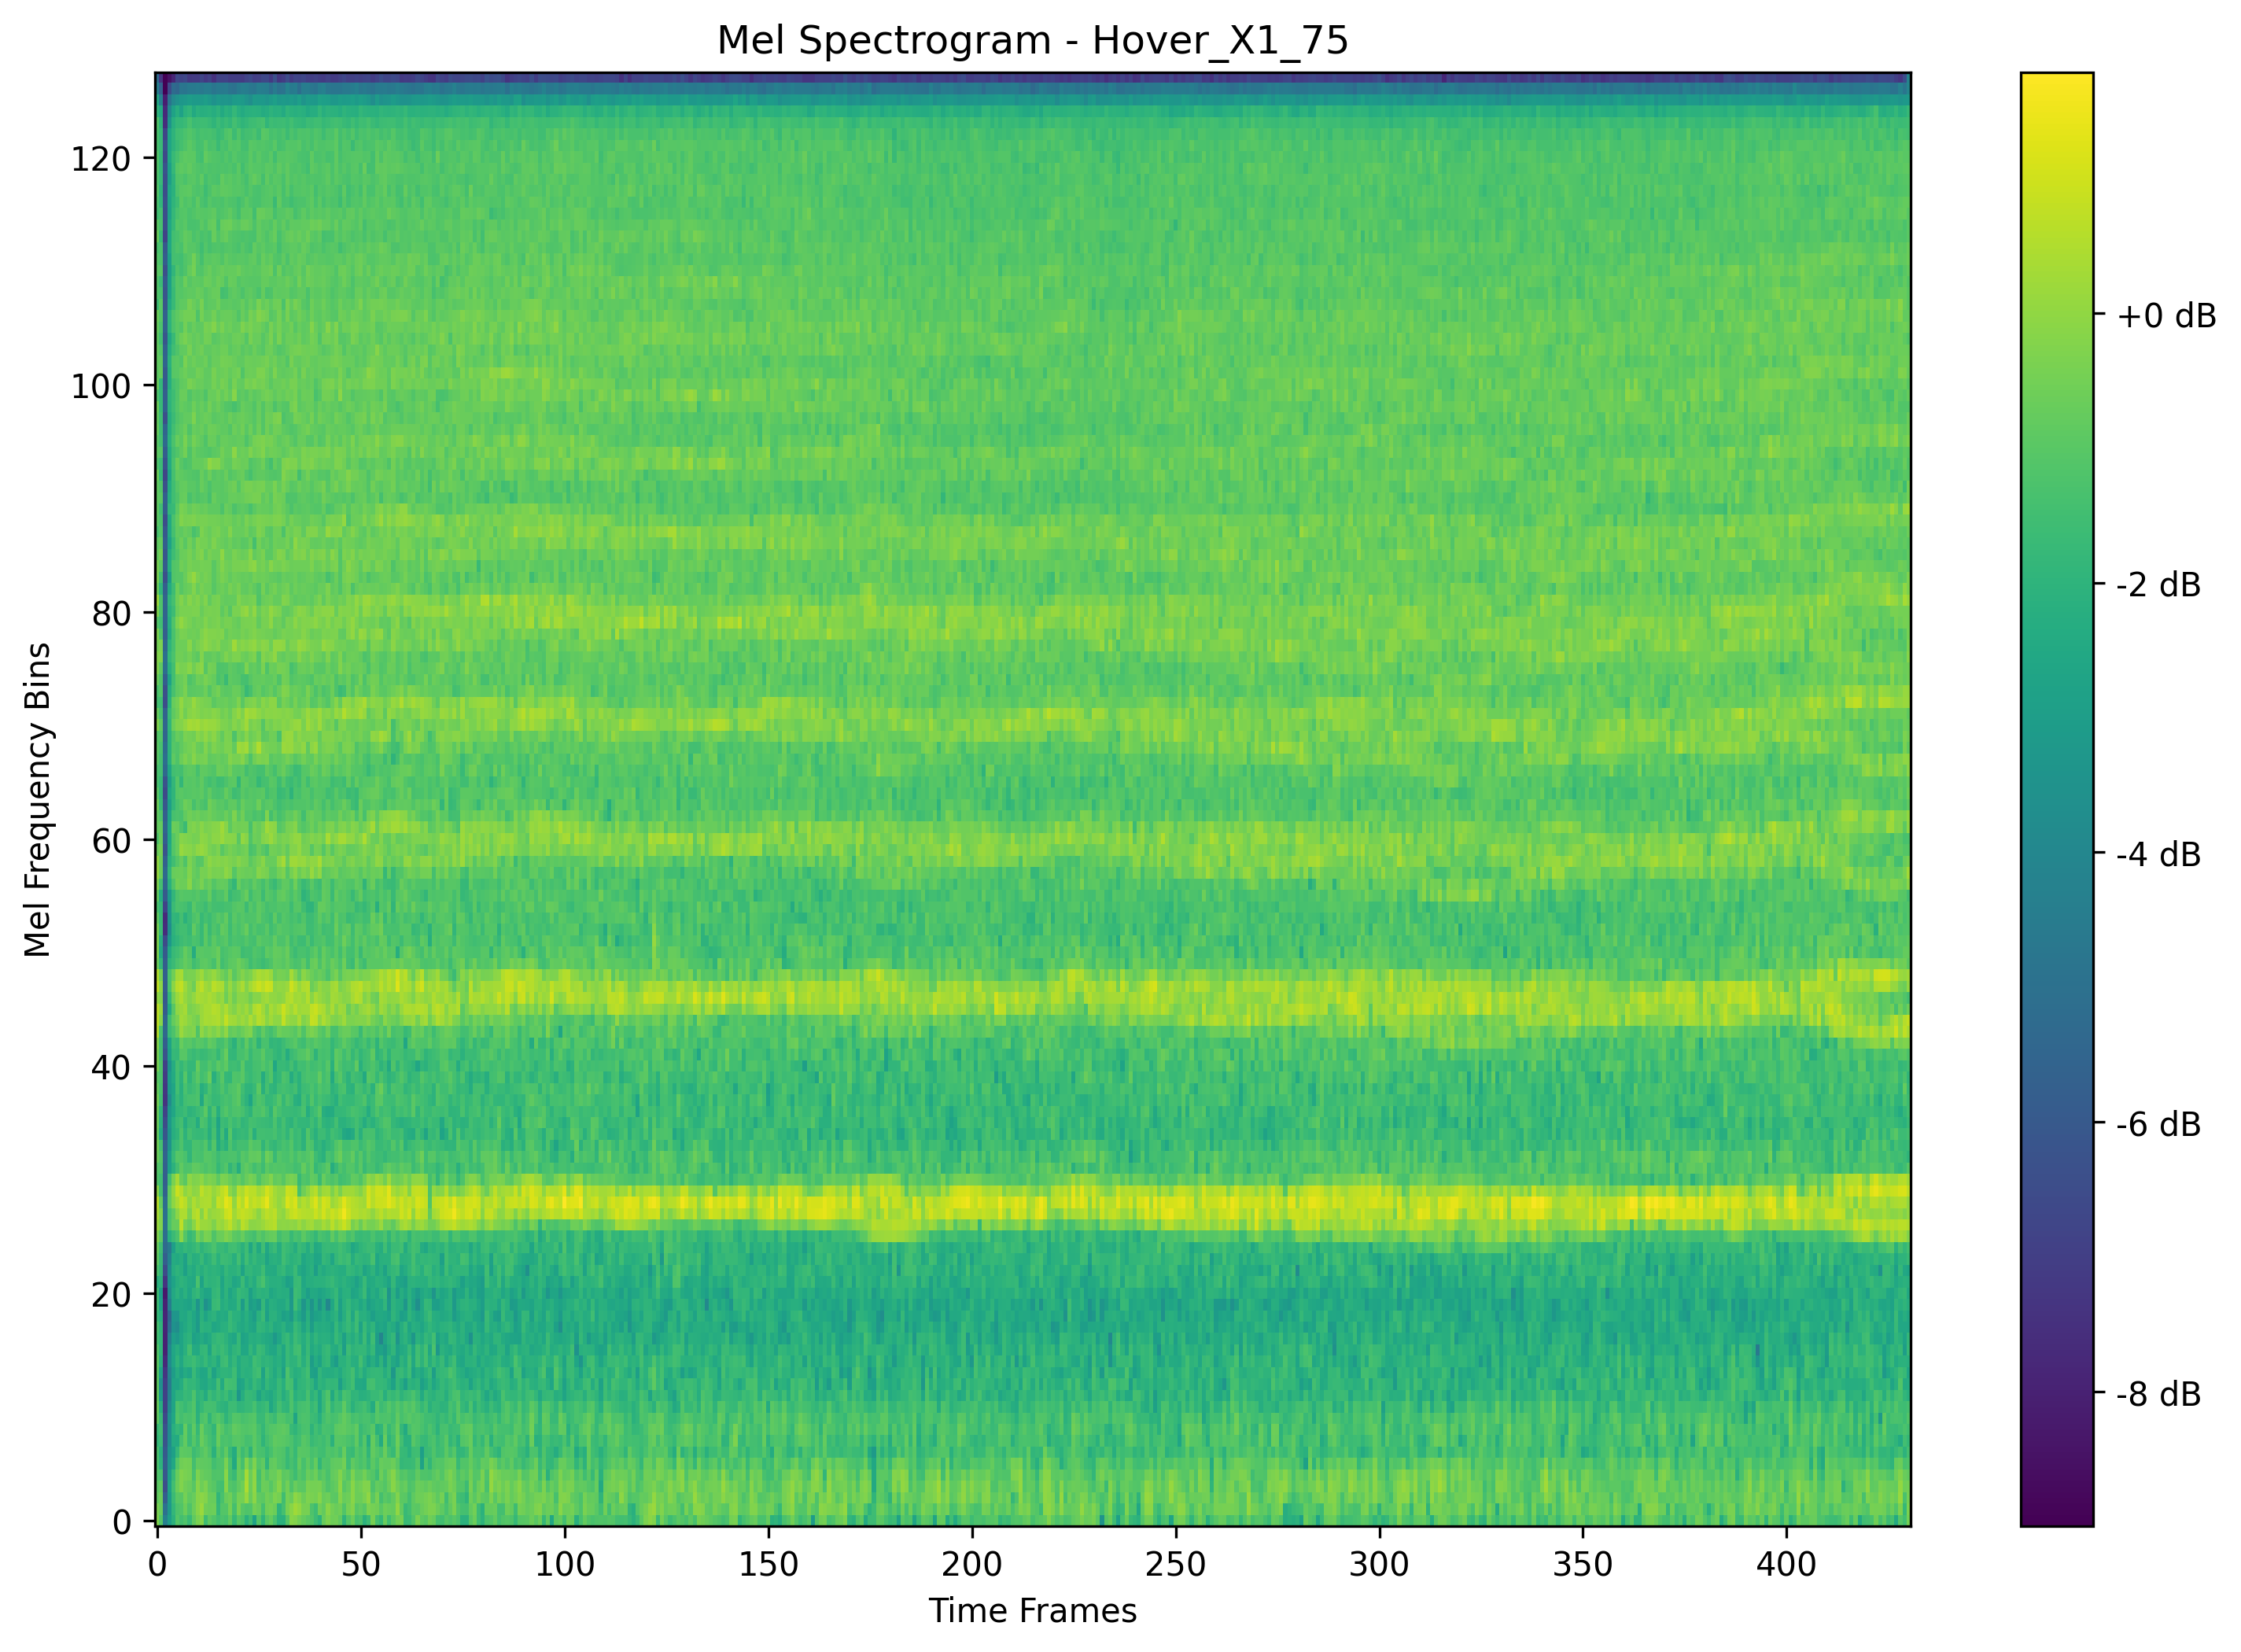 Mel Spectrogram - Hover_X1_75
Mel Frequency Bins
120
100
80
60
40
20
0
0 50 100 150 200 250 300 350 400
Time Frames
+0 dB
-2 dB
-4 dB
-6 dB
-8 dB